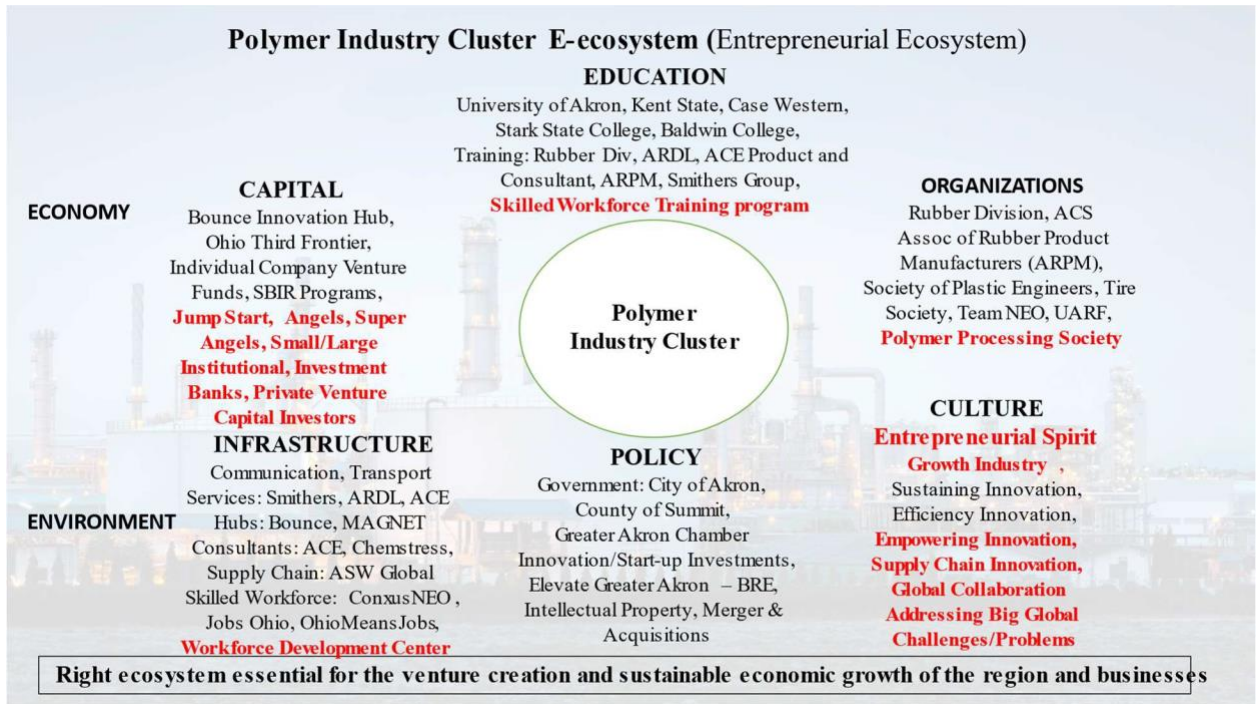 Polymer Industry Cluster E-ecosystem (Entrepreneurial Ecosystem)
EDUCATION
University of Akron, Kent State, Case Western,
Stark State College, Baldwin College,
Training: Rubber Div, ARDL, ACE Product and
Consultant, ARPM, Smithers Group,
Skilled Workforce Training program
ECONOMY
CAPITAL
Bounce Innovation Hub,
Ohio Third Frontier,
Individual Company Venture
Funds, SBIR Programs,
Jump Start, Angels, Super
Angels, Small/Large
Institutional, Investment
Banks, Private Venture
Capital Investors
ORGANIZATIONS
Rubber Division, ACS
Assoc of Rubber Product
Manufacturers (ARPM),
Society of Plastic Engineers, Tire
Society, Team NEO, UARF,
Polymer Processing Society
Polymer
Industry Cluster
ENVIRONMENT
INFRASTRUCTURE
Communication, Transport
Services: Smithers, ARDL, ACE
Hubs: Bounce, MAGNET
Consultants: ACE, Chemstress,
Supply Chain: ASW Global
Skilled Workforce: ConxusNEO ,
Jobs Ohio, OhioMeansJobs,
Workforce Development Center
POLICY
Government: City of Akron,
County of Summit,
Greater Akron Chamber
Innovation/Start-up Investments,
Elevate Greater Akron – BRE,
Intellectual Property, Merger &
Acquisitions
CULTURE
Entrepreneurial Spirit
Growth Industry ,
Sustaining Innovation,
Efficiency Innovation,
Empowering Innovation,
Supply Chain Innovation,
Global Collaboration
Addressing Big Global
Challenges/Problems
Right ecosystem essential for the venture creation and sustainable economic growth of the region and businesses